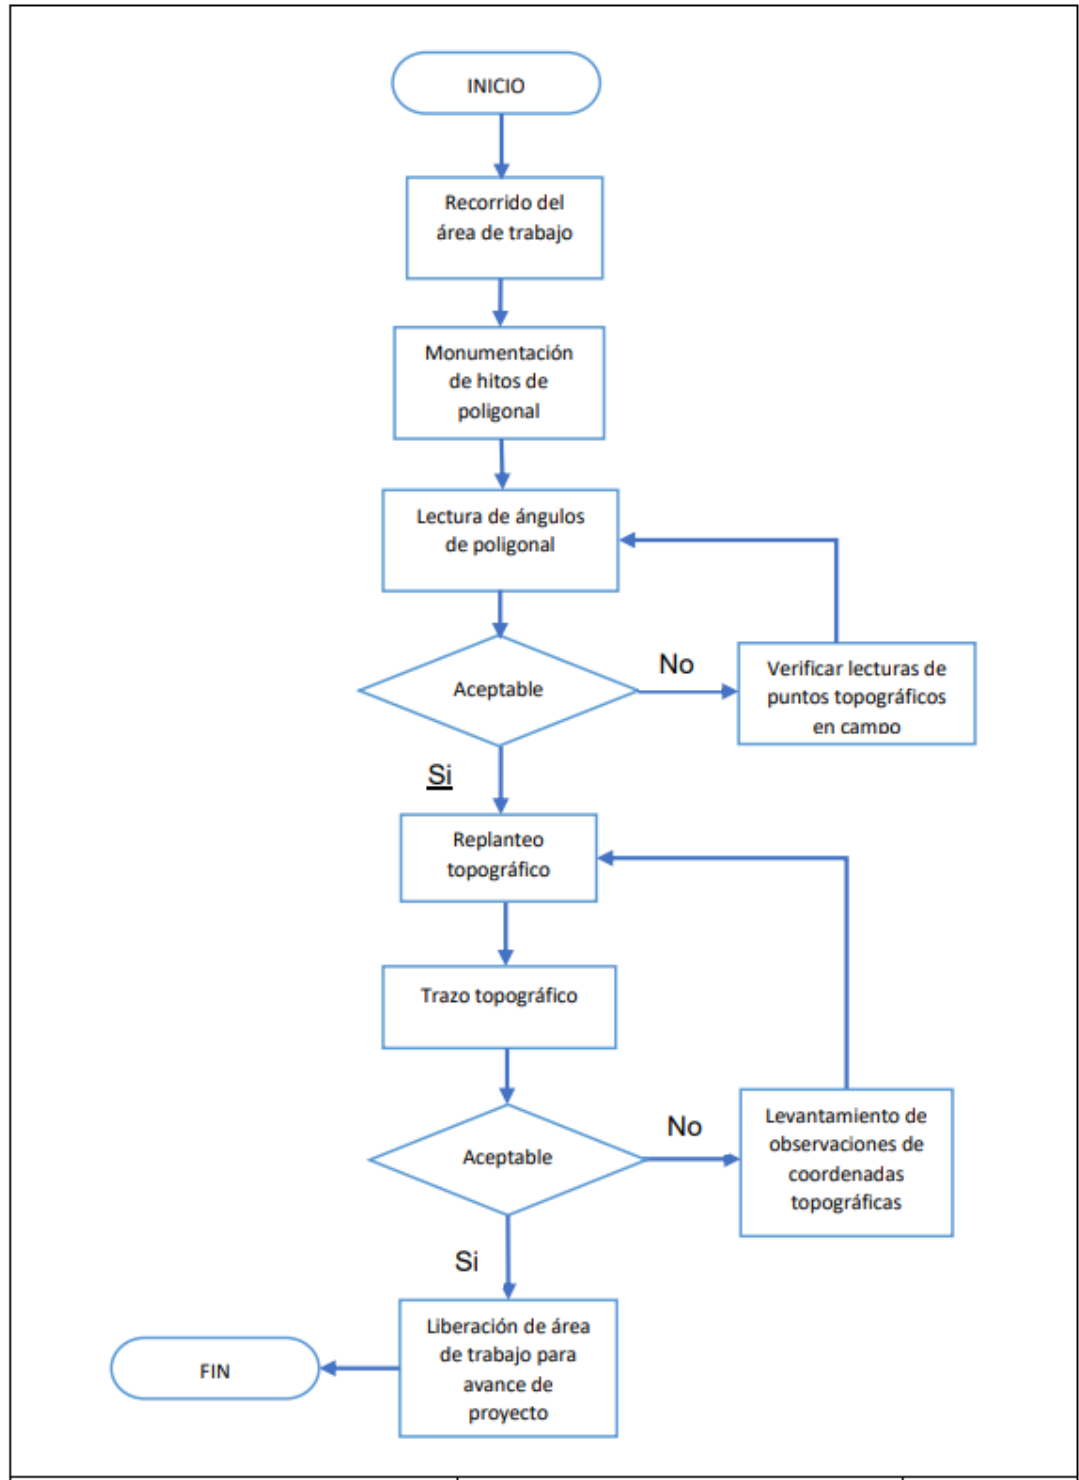 INICIO
Recorrido del
área de trabajo
Monumentación
de hitos de
poligonal
Lectura de ángulos
de poligonal
Aceptable
No
Verificar lecturas de
puntos topográficos
en campo
Si
Replanteo
topográfico
Trazo topográfico
Aceptable
No
Levantamiento de
observaciones de
coordenadas
topográficas
Si
Liberación de área
de trabajo para
avance de
proyecto
FIN